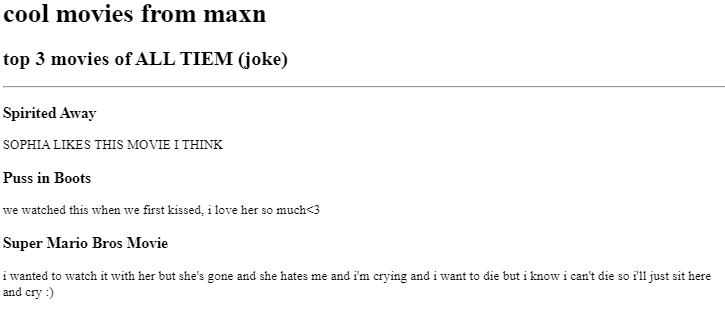 cool movies from maxn
top 3 movies of ALL TIEM (joke)
Spirited Away
SOPHIA LIKES THIS MOVIE I THINK
Puss in Boots
we watched this when we first kissed, i love her so much<3
Super Mario Bros Movie
i wanted to watch it with her but she's gone and she hates me and i'm crying and i want to die but i know i can't die so i'll just sit here
and cry :)